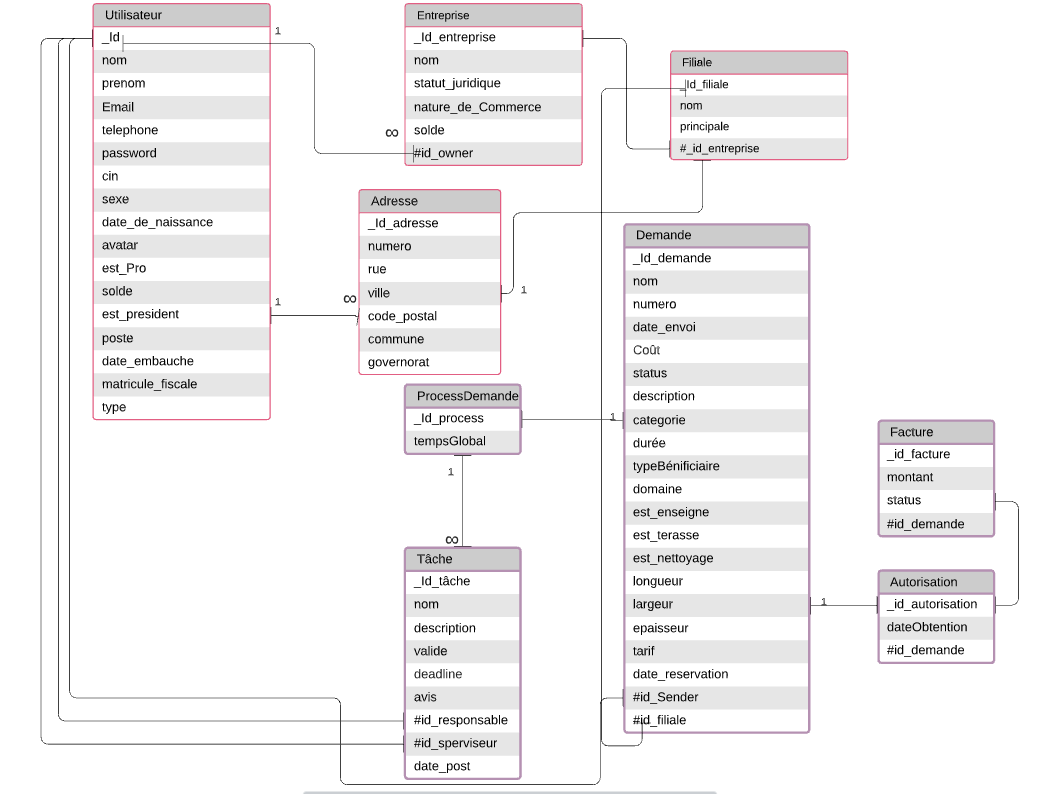 Utilisateur
_Id
nom
prenom
Email
telephone
password
cin
sexe
date_de_naissance
avatar
est_Pro
solde
est_president
poste
date_embauche
matricule_fiscale
type
1
∞
Entreprise
_Id_entreprise
nom
statut_juridique
nature_de_Commerce
solde
#id_owner
Filiale
_Id_filiale
nom
principale
#_id_entreprise
1
∞
Adresse
_Id_adresse
numero
rue
ville
code_postal
commune
governorat
1
Demande
_Id_demande
nom
numero
date_envoi
Coût
status
description
categorie
durée
typeBénificiaire
domaine
est_enseigne
est_terasse
est_nettoyage
longueur
largeur
epaisseur
tarif
date_reservation
#id_Sender
#id_filiale
ProcessDemande
_Id_process
tempsGlobal
1
1
∞
Tâche
_Id_tâche
nom
description
valide
deadline
avis
#id_responsable
#id_sperviseur
date_post
Facture
_id_facture
montant
status
#id_demande
1
Autorisation
_id_autorisation
dateObtention
#id_demande